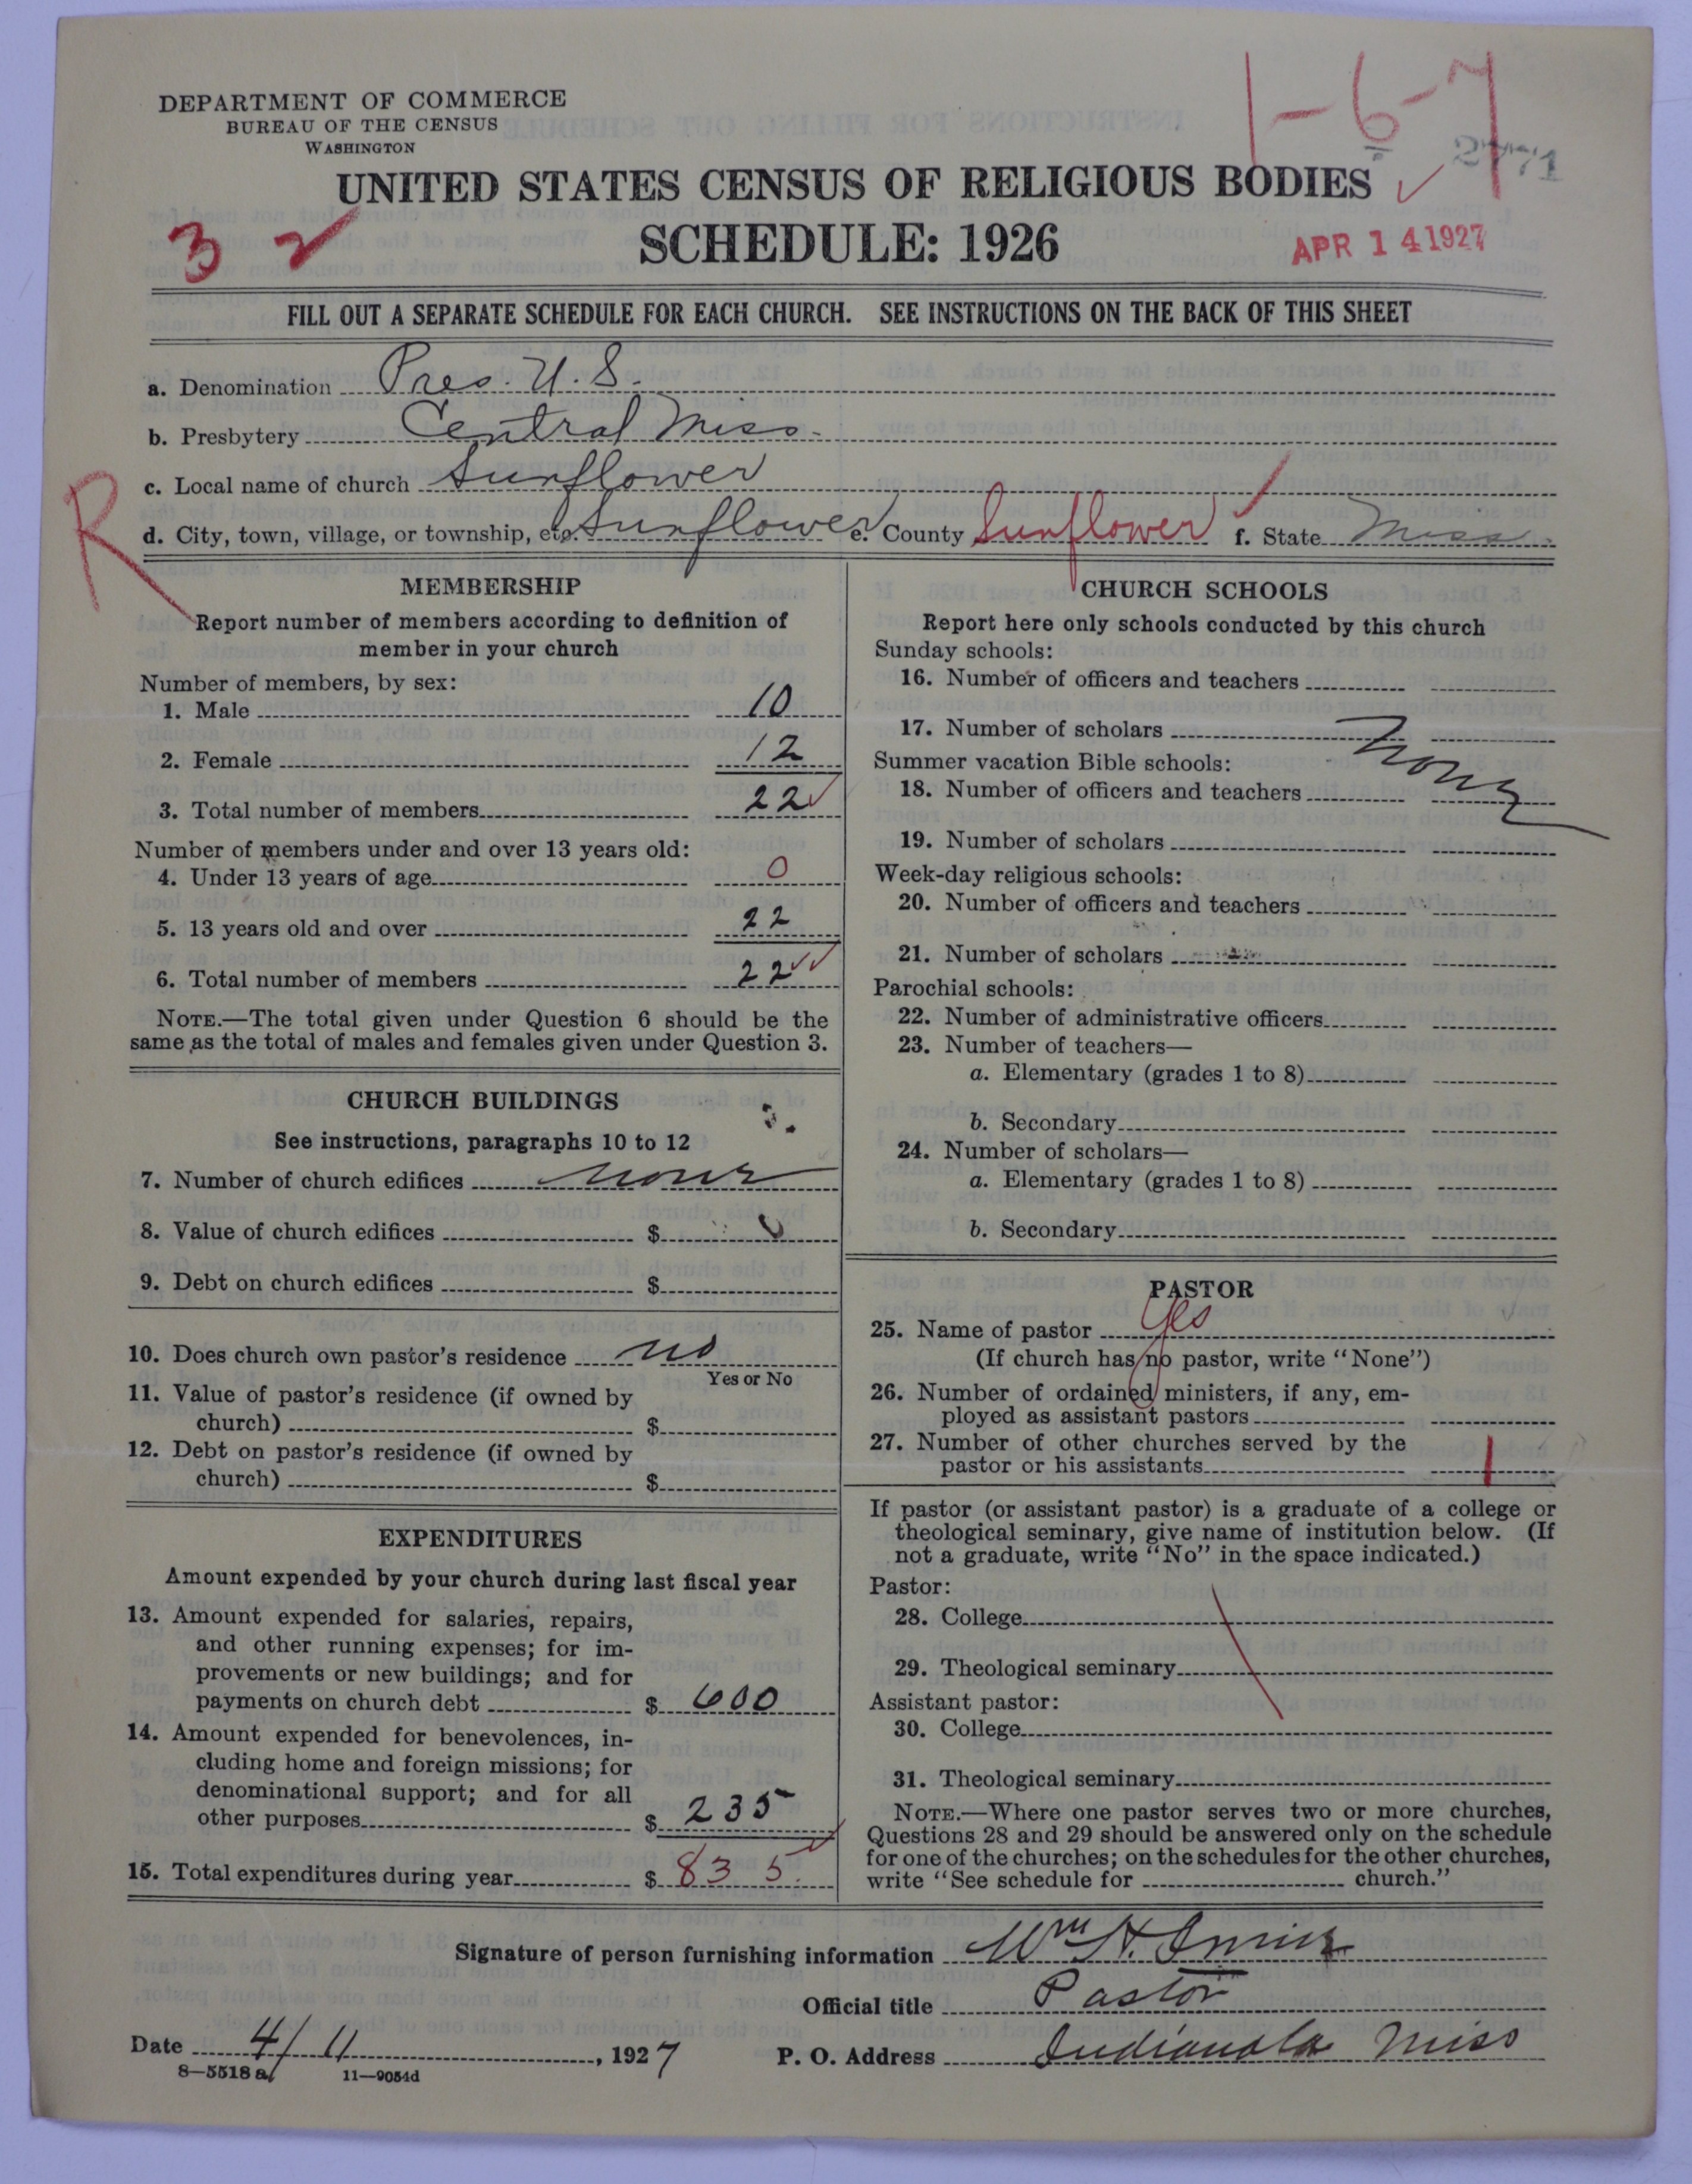 DEPARTMENT OF COMMERCE
BUREAU OF THE CENSUS
WASHINGTON
1-6-7
2771
UNITED STATES CENSUS OF RELIGIOUS BODIES
3 2
SCHEDULE: 1926
APR 14 1927
FILL OUT A SEPARATE SCHEDULE FOR EACH CHURCH. SEE INSTRUCTIONS ON THE BACK OF THIS SHEET
a. Denomination Pres. U.S.
b. Presbytery Central Miss.
c. Local name of church Sunflower
R
d. City, town, village, or township, etc. Sunflower e. County Sunflower f. State Miss.
MEMBERSHIP
Report number of members according to definition of
member in your church
Number of members, by sex:
1. Male 10
2. Female 12
3. Total number of members 22
Number of members under and over 13 years old:
4. Under 13 years of age 0
5. 13 years old and over 22
6. Total number of members 22
NOTE.—The total given under Question 6 should be the
same as the total of males and females given under Question 3.
CHURCH BUILDINGS
See instructions, paragraphs 10 to 12
7. Number of church edifices none
8. Value of church edifices $
9. Debt on church edifices $
10. Does church own pastor's residence no
Yes or No
11. Value of pastor's residence (if owned by
church) $
12. Debt on pastor's residence (if owned by
church) $
EXPENDITURES
Amount expended by your church during last fiscal year
13. Amount expended for salaries, repairs,
and other running expenses; for im-
provements or new buildings; and for
payments on church debt $ 600
14. Amount expended for benevolences, in-
cluding home and foreign missions; for
denominational support; and for all
other purposes $ 235
15. Total expenditures during year $ 835
CHURCH SCHOOLS
Report here only schools conducted by this church
Sunday schools:
16. Number of officers and teachers
17. Number of scholars
None
Summer vacation Bible schools:
18. Number of officers and teachers
19. Number of scholars
Week-day religious schools:
20. Number of officers and teachers
21. Number of scholars
Parochial schools:
22. Number of administrative officers
23. Number of teachers—
a. Elementary (grades 1 to 8)
b. Secondary
24. Number of scholars—
a. Elementary (grades 1 to 8)
b. Secondary
PASTOR
25. Name of pastor Yes
(If church has no pastor, write "None")
26. Number of ordained ministers, if any, em-
ployed as assistant pastors
27. Number of other churches served by the
pastor or his assistants 1
If pastor (or assistant pastor) is a graduate of a college or
theological seminary, give name of institution below. (If
not a graduate, write "No" in the space indicated.)
Pastor:
28. College
29. Theological seminary
Assistant pastor:
30. College
31. Theological seminary
NOTE.—Where one pastor serves two or more churches,
Questions 28 and 29 should be answered only on the schedule
for one of the churches; on the schedules for the other churches,
write "See schedule for church."
Signature of person furnishing information Wm H.
Official title Pastor
Date 4/11, 1927 P. O. Address Indianola Miss
8—5518 a 11—9054d